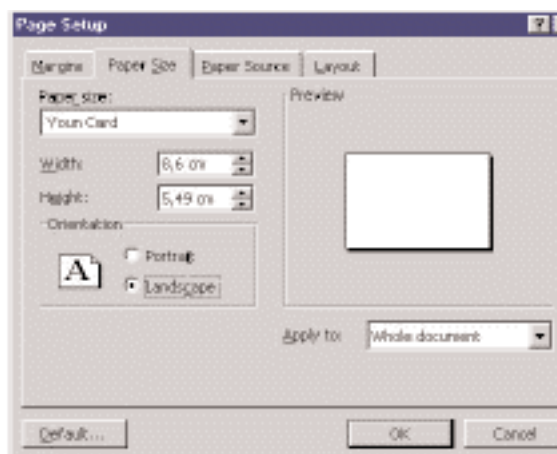 Page Setup ?
Margins Paper Size Paper Source Layout
Paper size:
Youn Card
Preview
Width: 8,6 cm
Height: 5,49 cm
Orientation
A
Portrait
Landscape
Apply to: Whole document
Default... OK Cancel